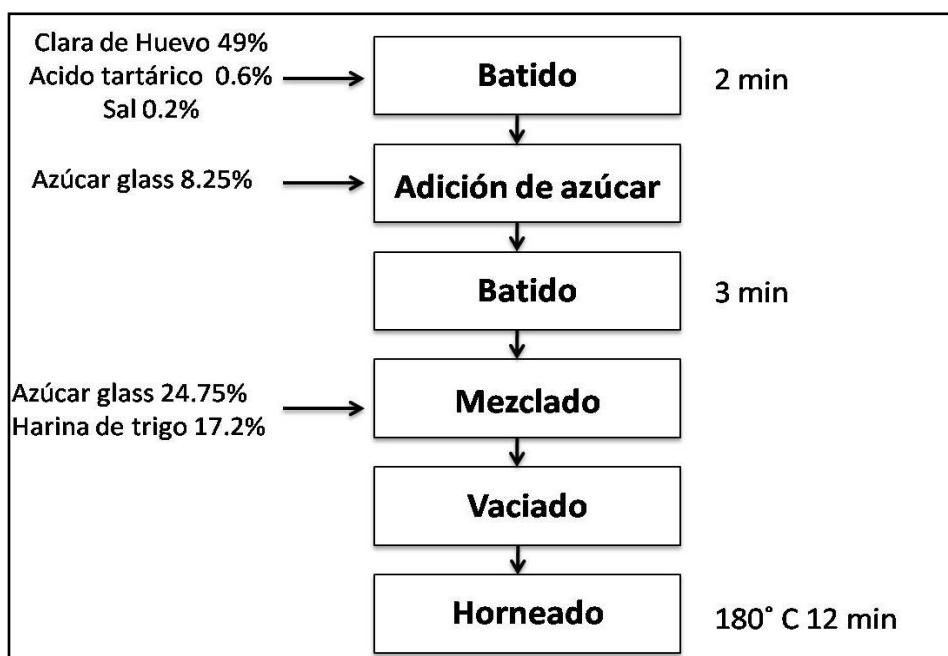 Clara de Huevo 49%
Acido tartárico 0.6%
Sal 0.2%
Batido
2 min
Azúcar glass 8.25%
Adición de azúcar
Batido
3 min
Azúcar glass 24.75%
Harina de trigo 17.2%
Mezclado
Vaciado
Horneado
180° C 12 min